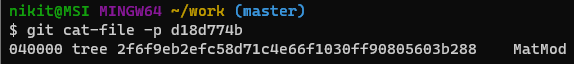 nikit@MSI MINGW64 ~/work (master)
$ git cat-file -p d18d774b
040000 tree 2f6f9eb2efc58d71c4e66f1030ff90805603b288    MatMod